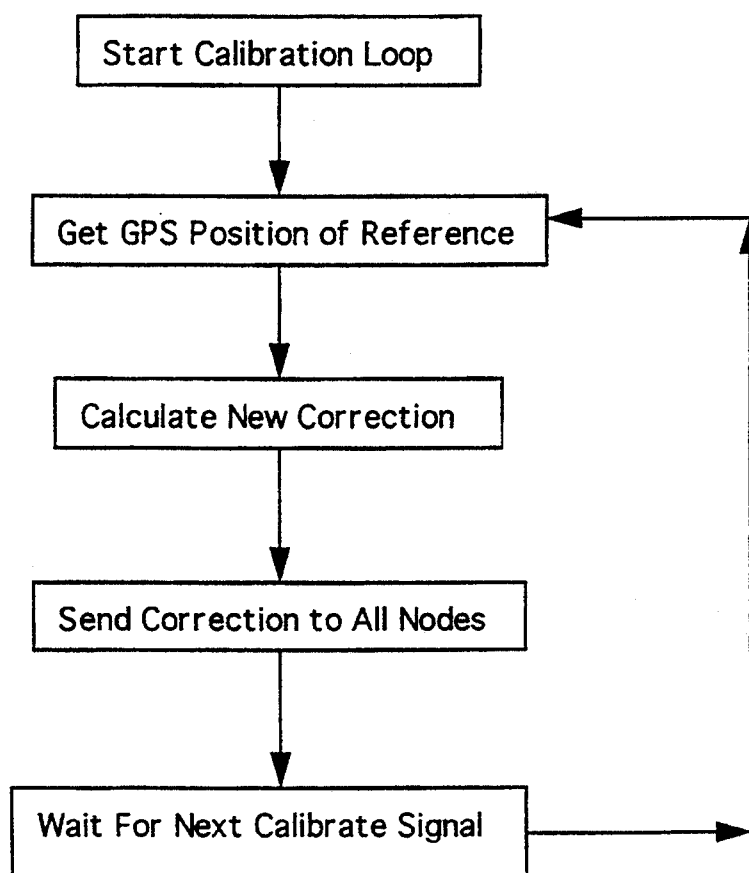 Start Calibration Loop
Get GPS Position of Reference
Calculate New Correction
Send Correction to All Nodes
Wait For Next Calibrate Signal